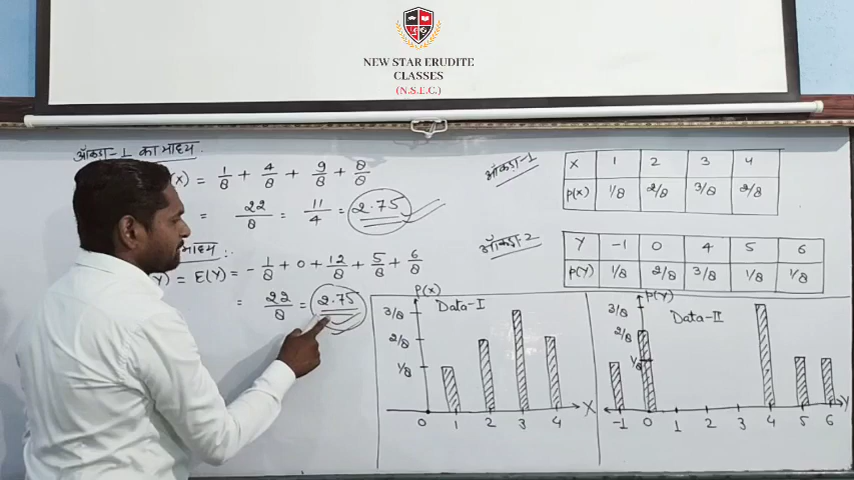 NEW STAR ERUDITE
CLASSES
(N.S.E.C.)
आँकड़ा-1 का माध्य.
(X) = 1/8 + 4/8 + 9/8 + 8/8
= 22/8 = 11/4 = 2.75
माध्य:.
Y) = E(Y) = -1/8 + 0 + 12/8 + 5/8 + 6/8
= 22/8 = 2.75
आँकड़ा-1
X 1 2 3 4
p(X) 1/8 2/8 3/8 2/8
आँकड़ा-2
Y -1 0 4 5 6
p(Y) 1/8 2/8 3/8 1/8 1/8
P(X)
Data-I
3/8
2/8
1/8
0 1 2 3 4 X
p(Y)
Data-II
3/8
2/8
1/8
-1 0 1 2 3 4 5 6 Y